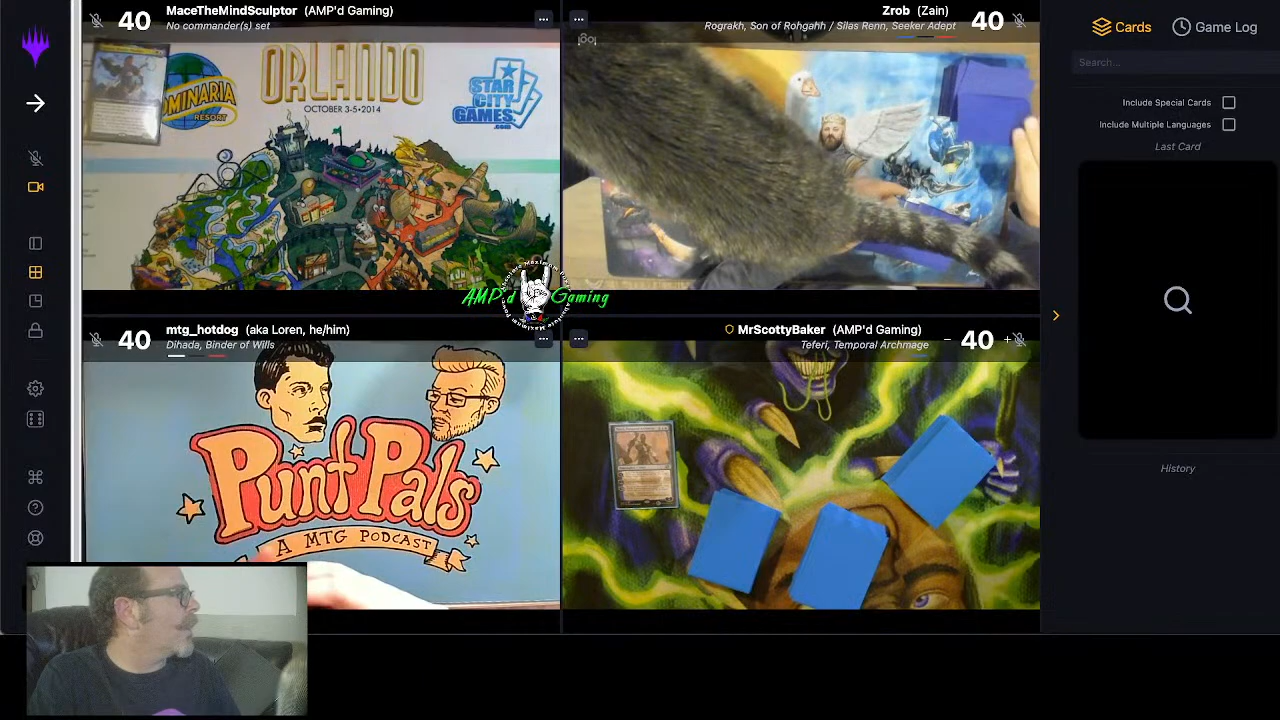 MaceTheMindSculptor (AMP'd Gaming)
40
No commander(s) set
Zrob (Zain)
40
Rograkh, Son of Rohgahh / Silas Renn, Seeker Adept
Cards
Game Log
Search...
Include Special Cards
Include Multiple Languages
Last Card
History
ORLANDO
OCTOBER 3-5•2014
RESORT
STAR
CITY
GAMES
.COM
AMP'd Gaming
mtg_hotdog (aka Loren, he/him)
40
Dihada, Binder of Wills
MrScottyBaker (AMP'd Gaming)
− 40 +
Teferi, Temporal Archmage
Punt Pals
A MTG PODCAST